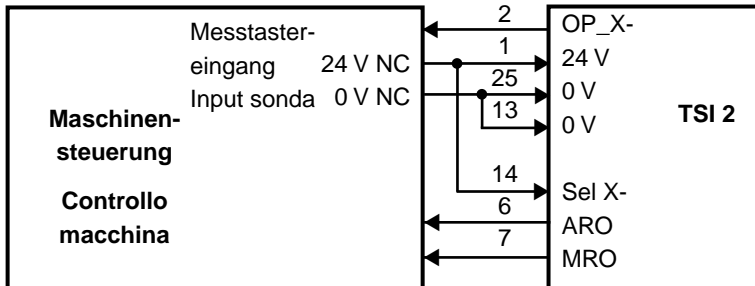 Messtaster-
eingang
Input sonda
24 V NC
0 V NC
Maschinen-
steuerung
Controllo
macchina
2
1
25
13
14
6
7
OP_X-
24 V
0 V
0 V
Sel X-
ARO
MRO
TSI 2